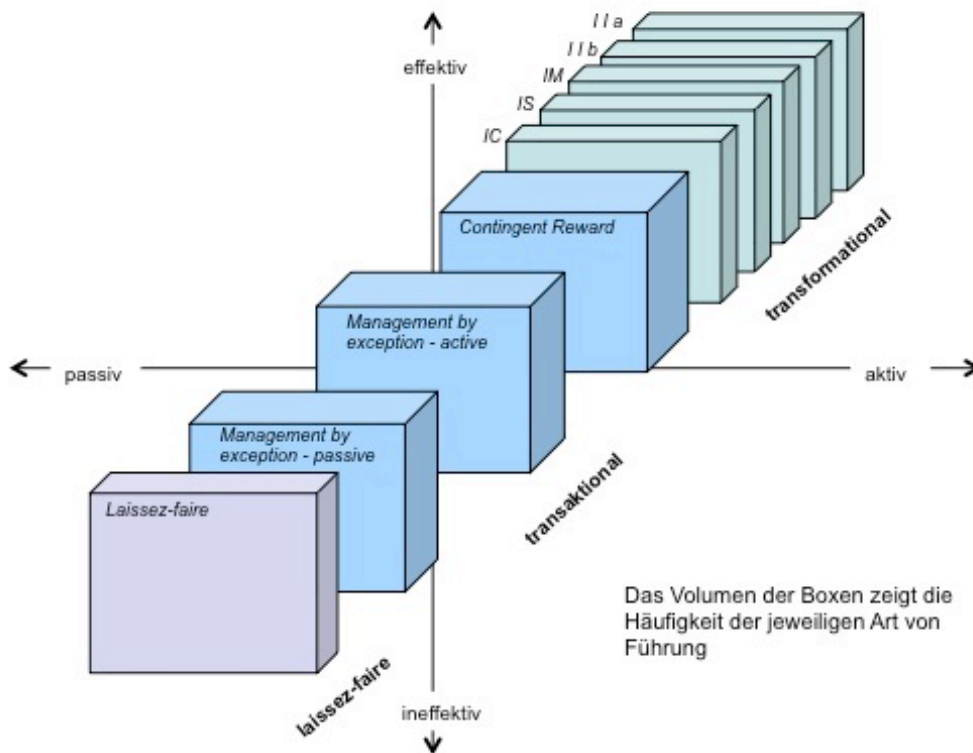 I I a
effektiv
I I b
IM
IS
IC
Contingent Reward
transformational
Management by
exception - active
passiv
aktiv
Management by
exception - passive
transaktional
Laissez-faire
Das Volumen der Boxen zeigt die
Häufigkeit der jeweiligen Art von
Führung
laissez-faire
ineffektiv